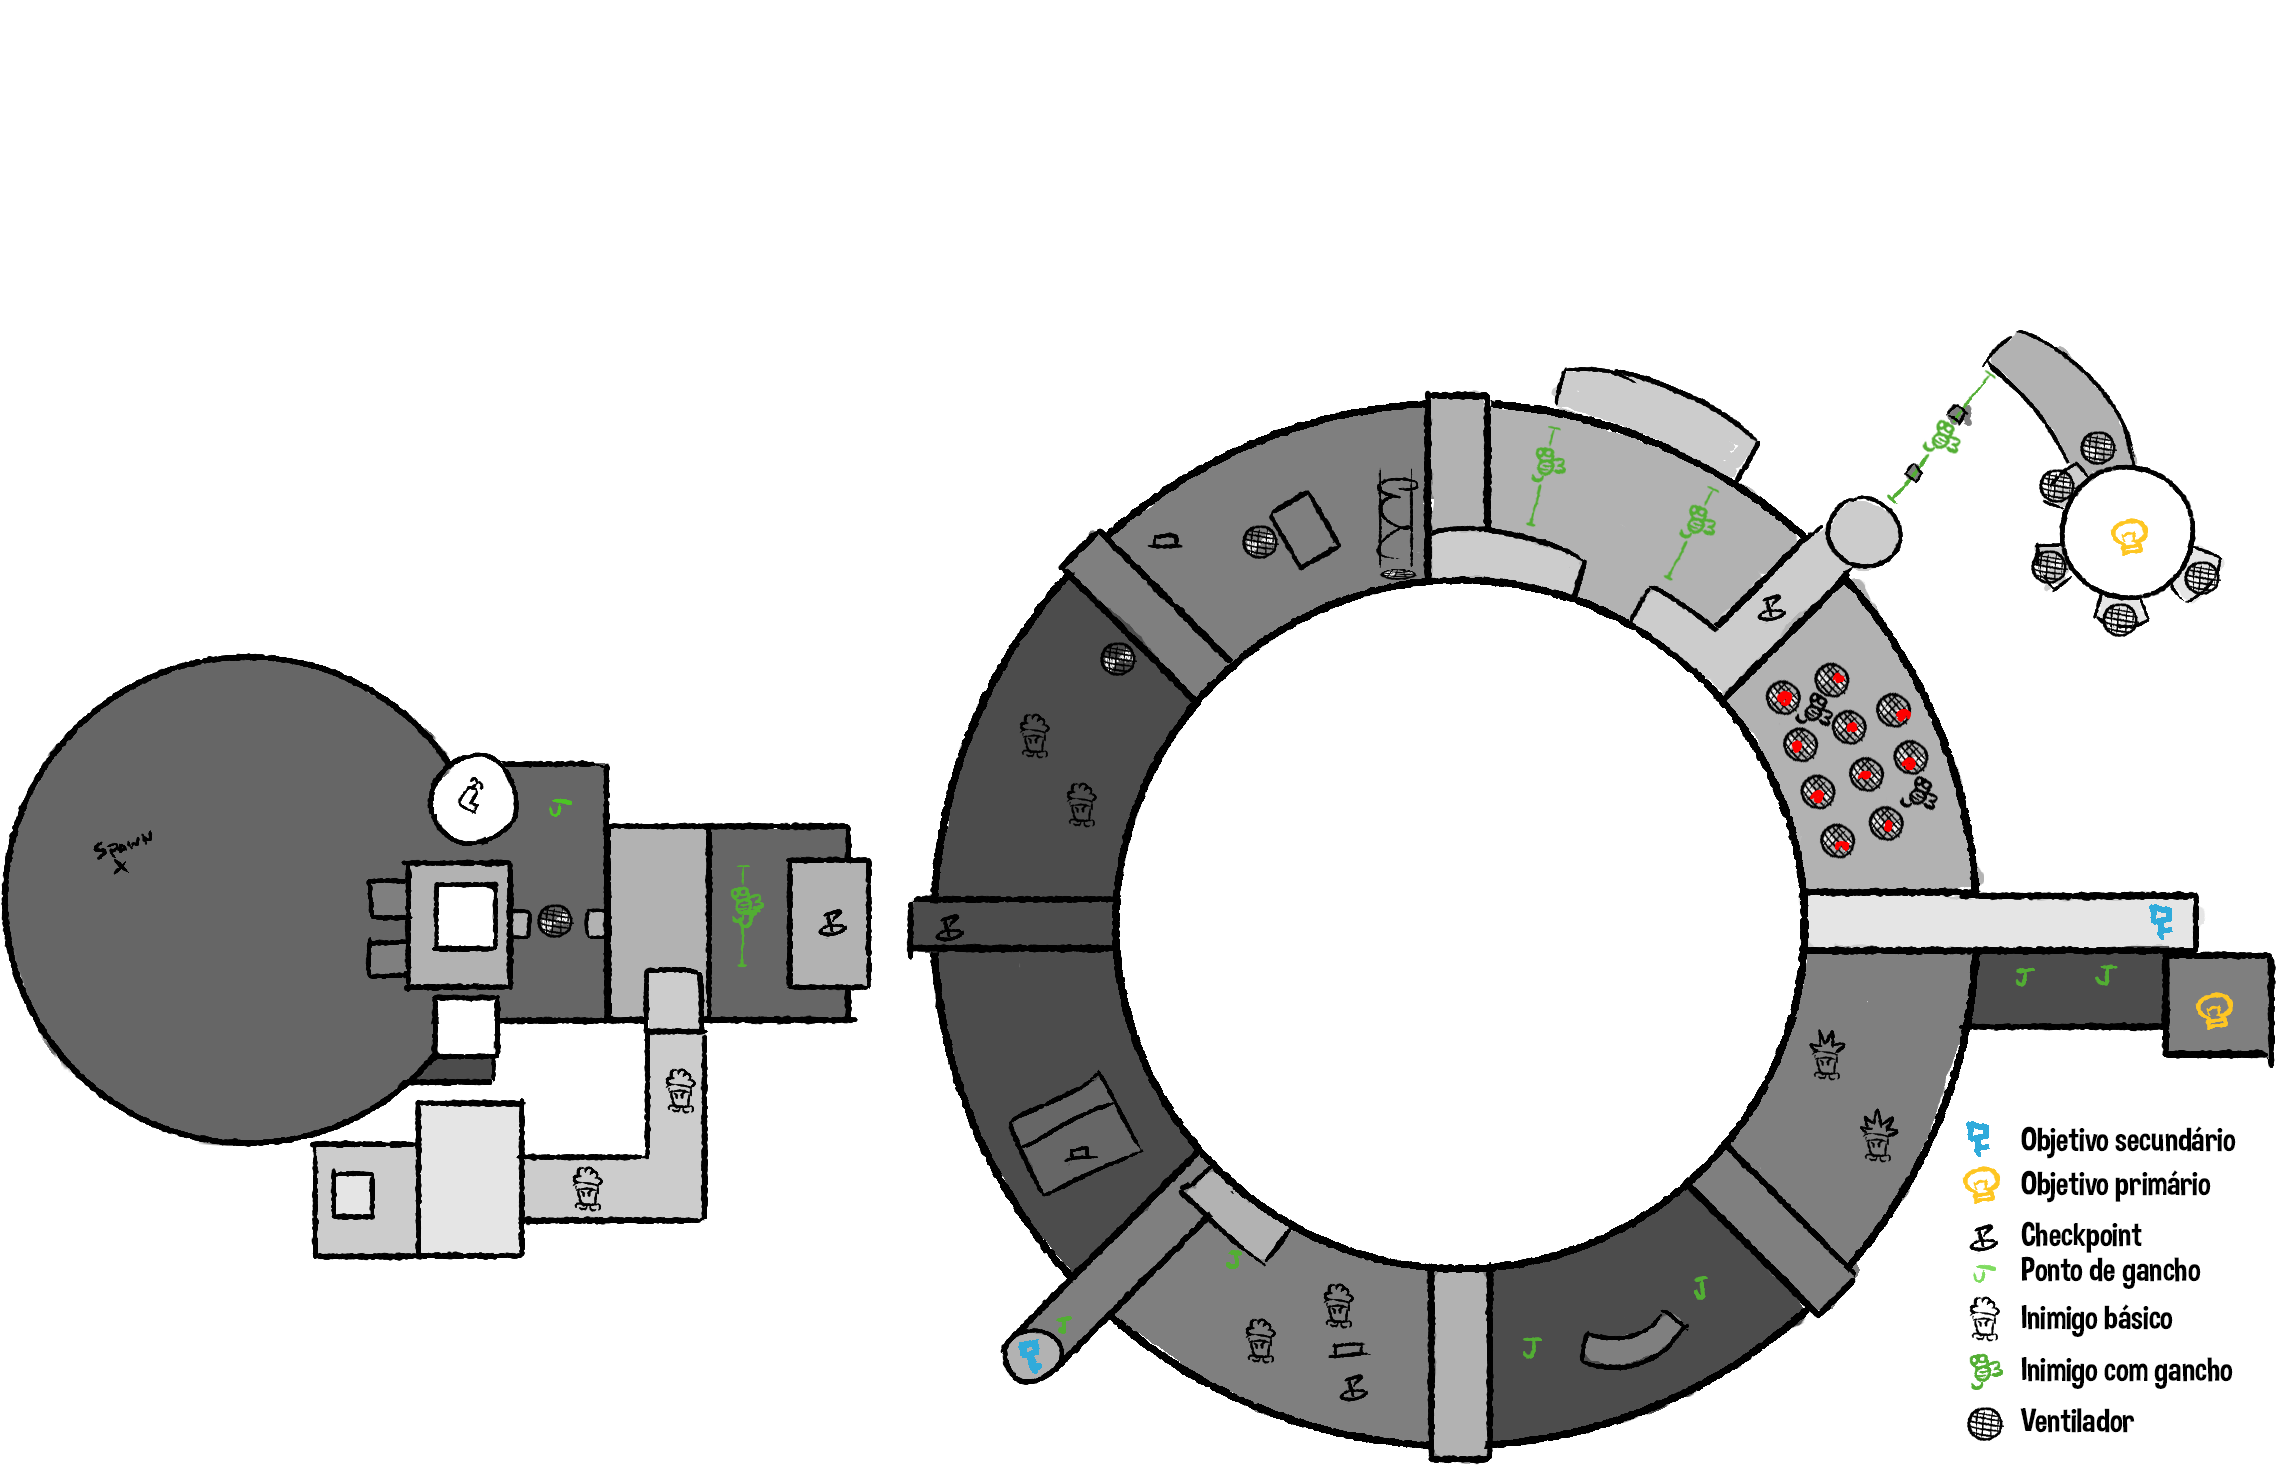 Spawn
x
Objetivo secundário
Objetivo primário
Checkpoint
Ponto de gancho
Inimigo básico
Inimigo com gancho
Ventilador